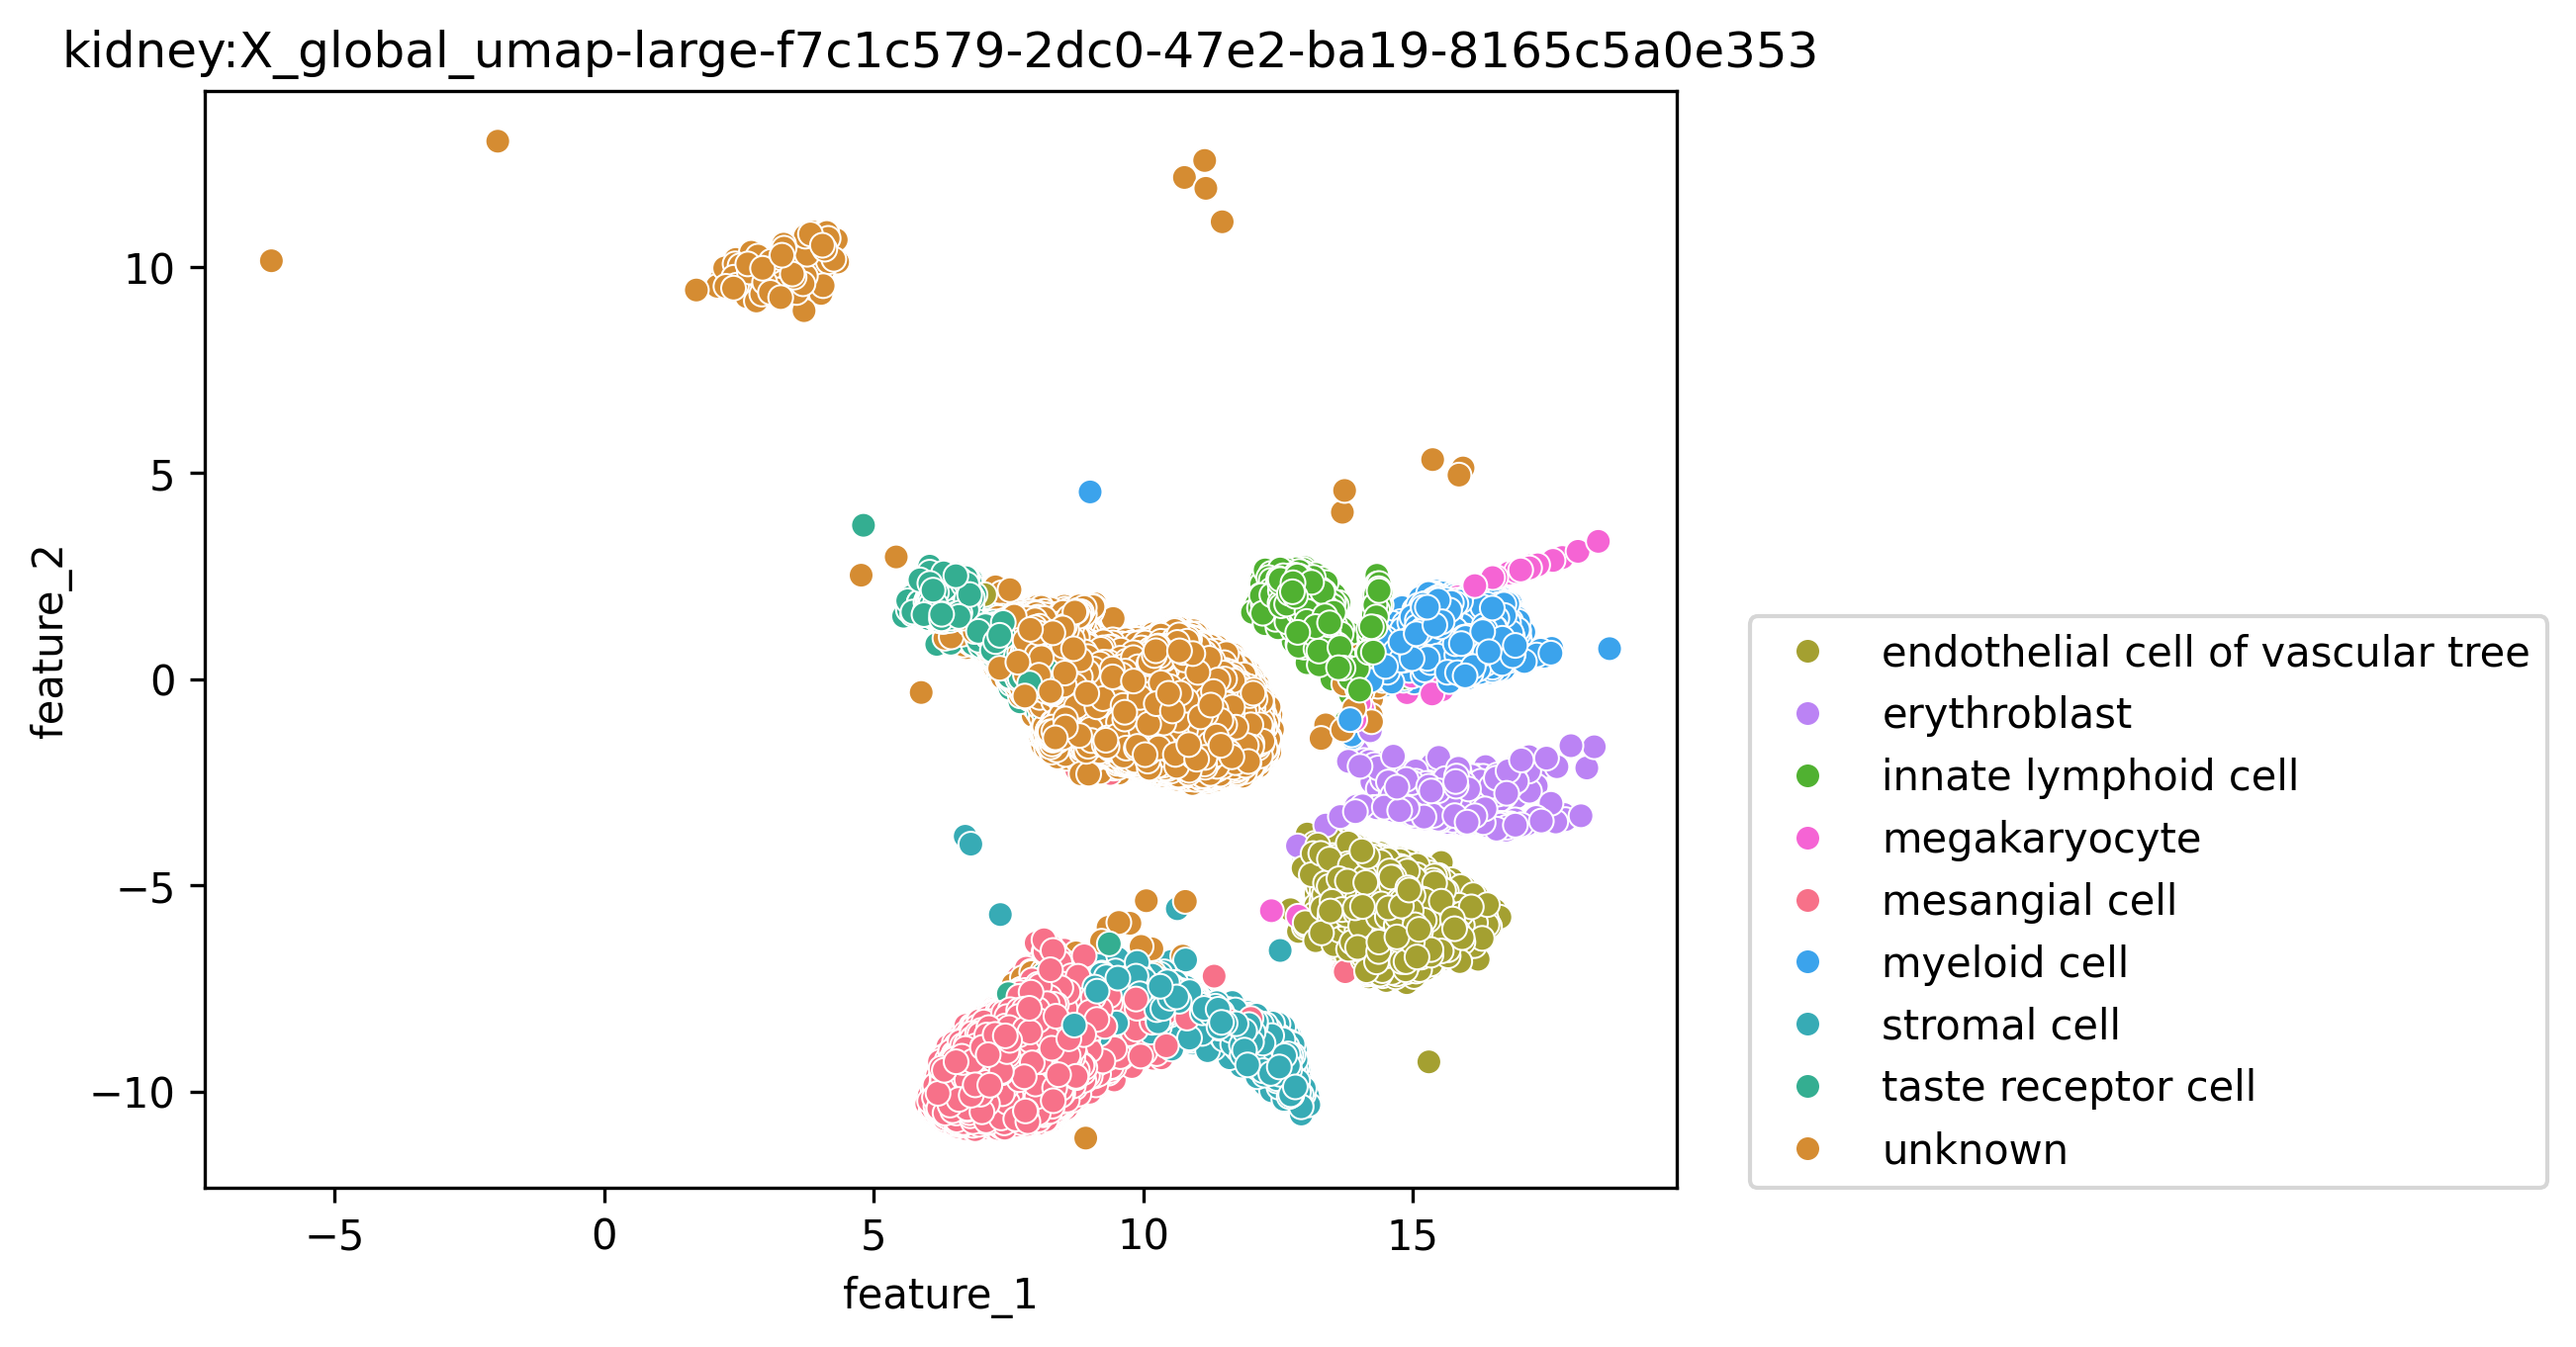 kidney:X_global_umap-large-f7c1c579-2dc0-47e2-ba19-8165c5a0e353
10
5
0
−5
−10
feature_2
−5
0
5
10
15
feature_1
endothelial cell of vascular tree
erythroblast
innate lymphoid cell
megakaryocyte
mesangial cell
myeloid cell
stromal cell
taste receptor cell
unknown